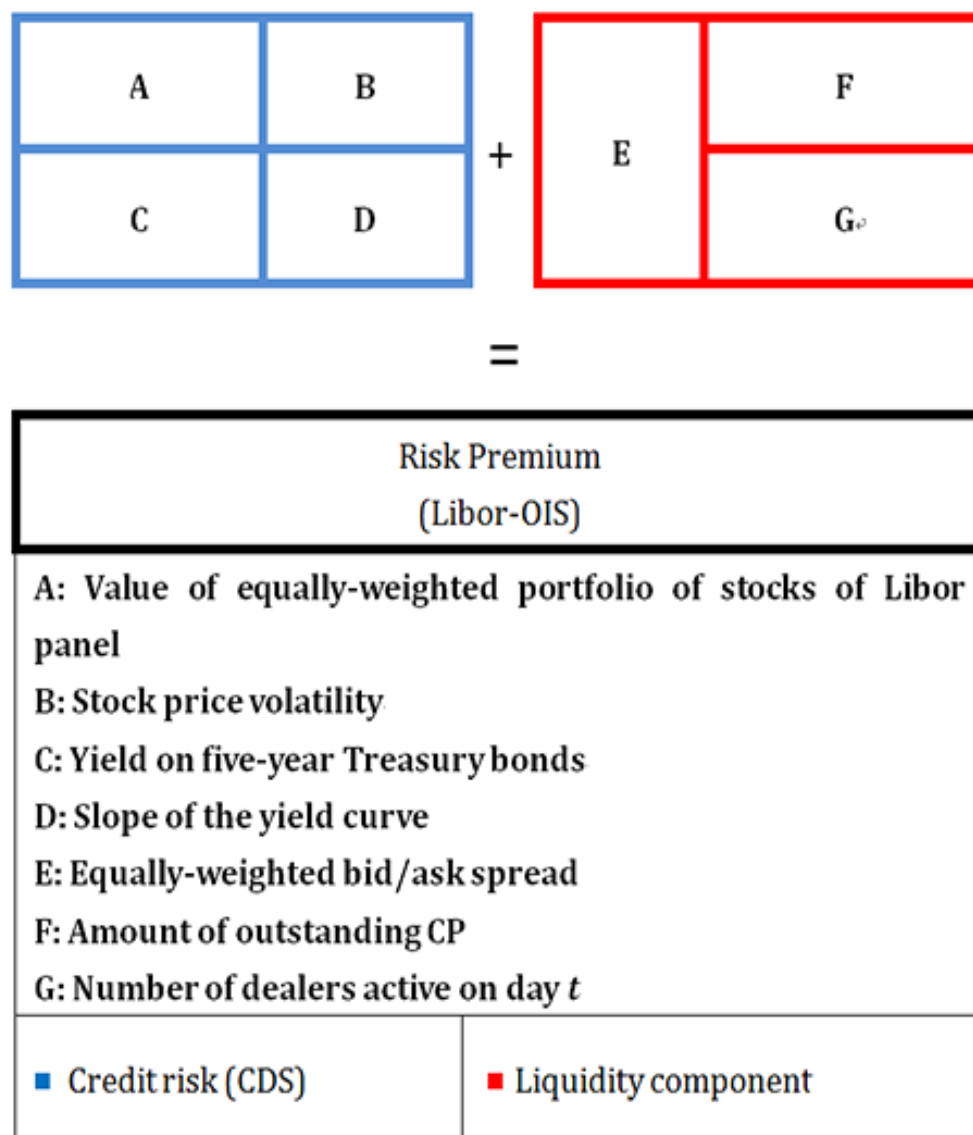 A B
F
+
E
C D
G↵
=
Risk Premium
(Libor-OIS)
A: Value of equally-weighted portfolio of stocks of Libor
panel
B: Stock price volatility
C: Yield on five-year Treasury bonds
D: Slope of the yield curve
E: Equally-weighted bid/ask spread
F: Amount of outstanding CP
G: Number of dealers active on day t
Credit risk (CDS)
Liquidity component